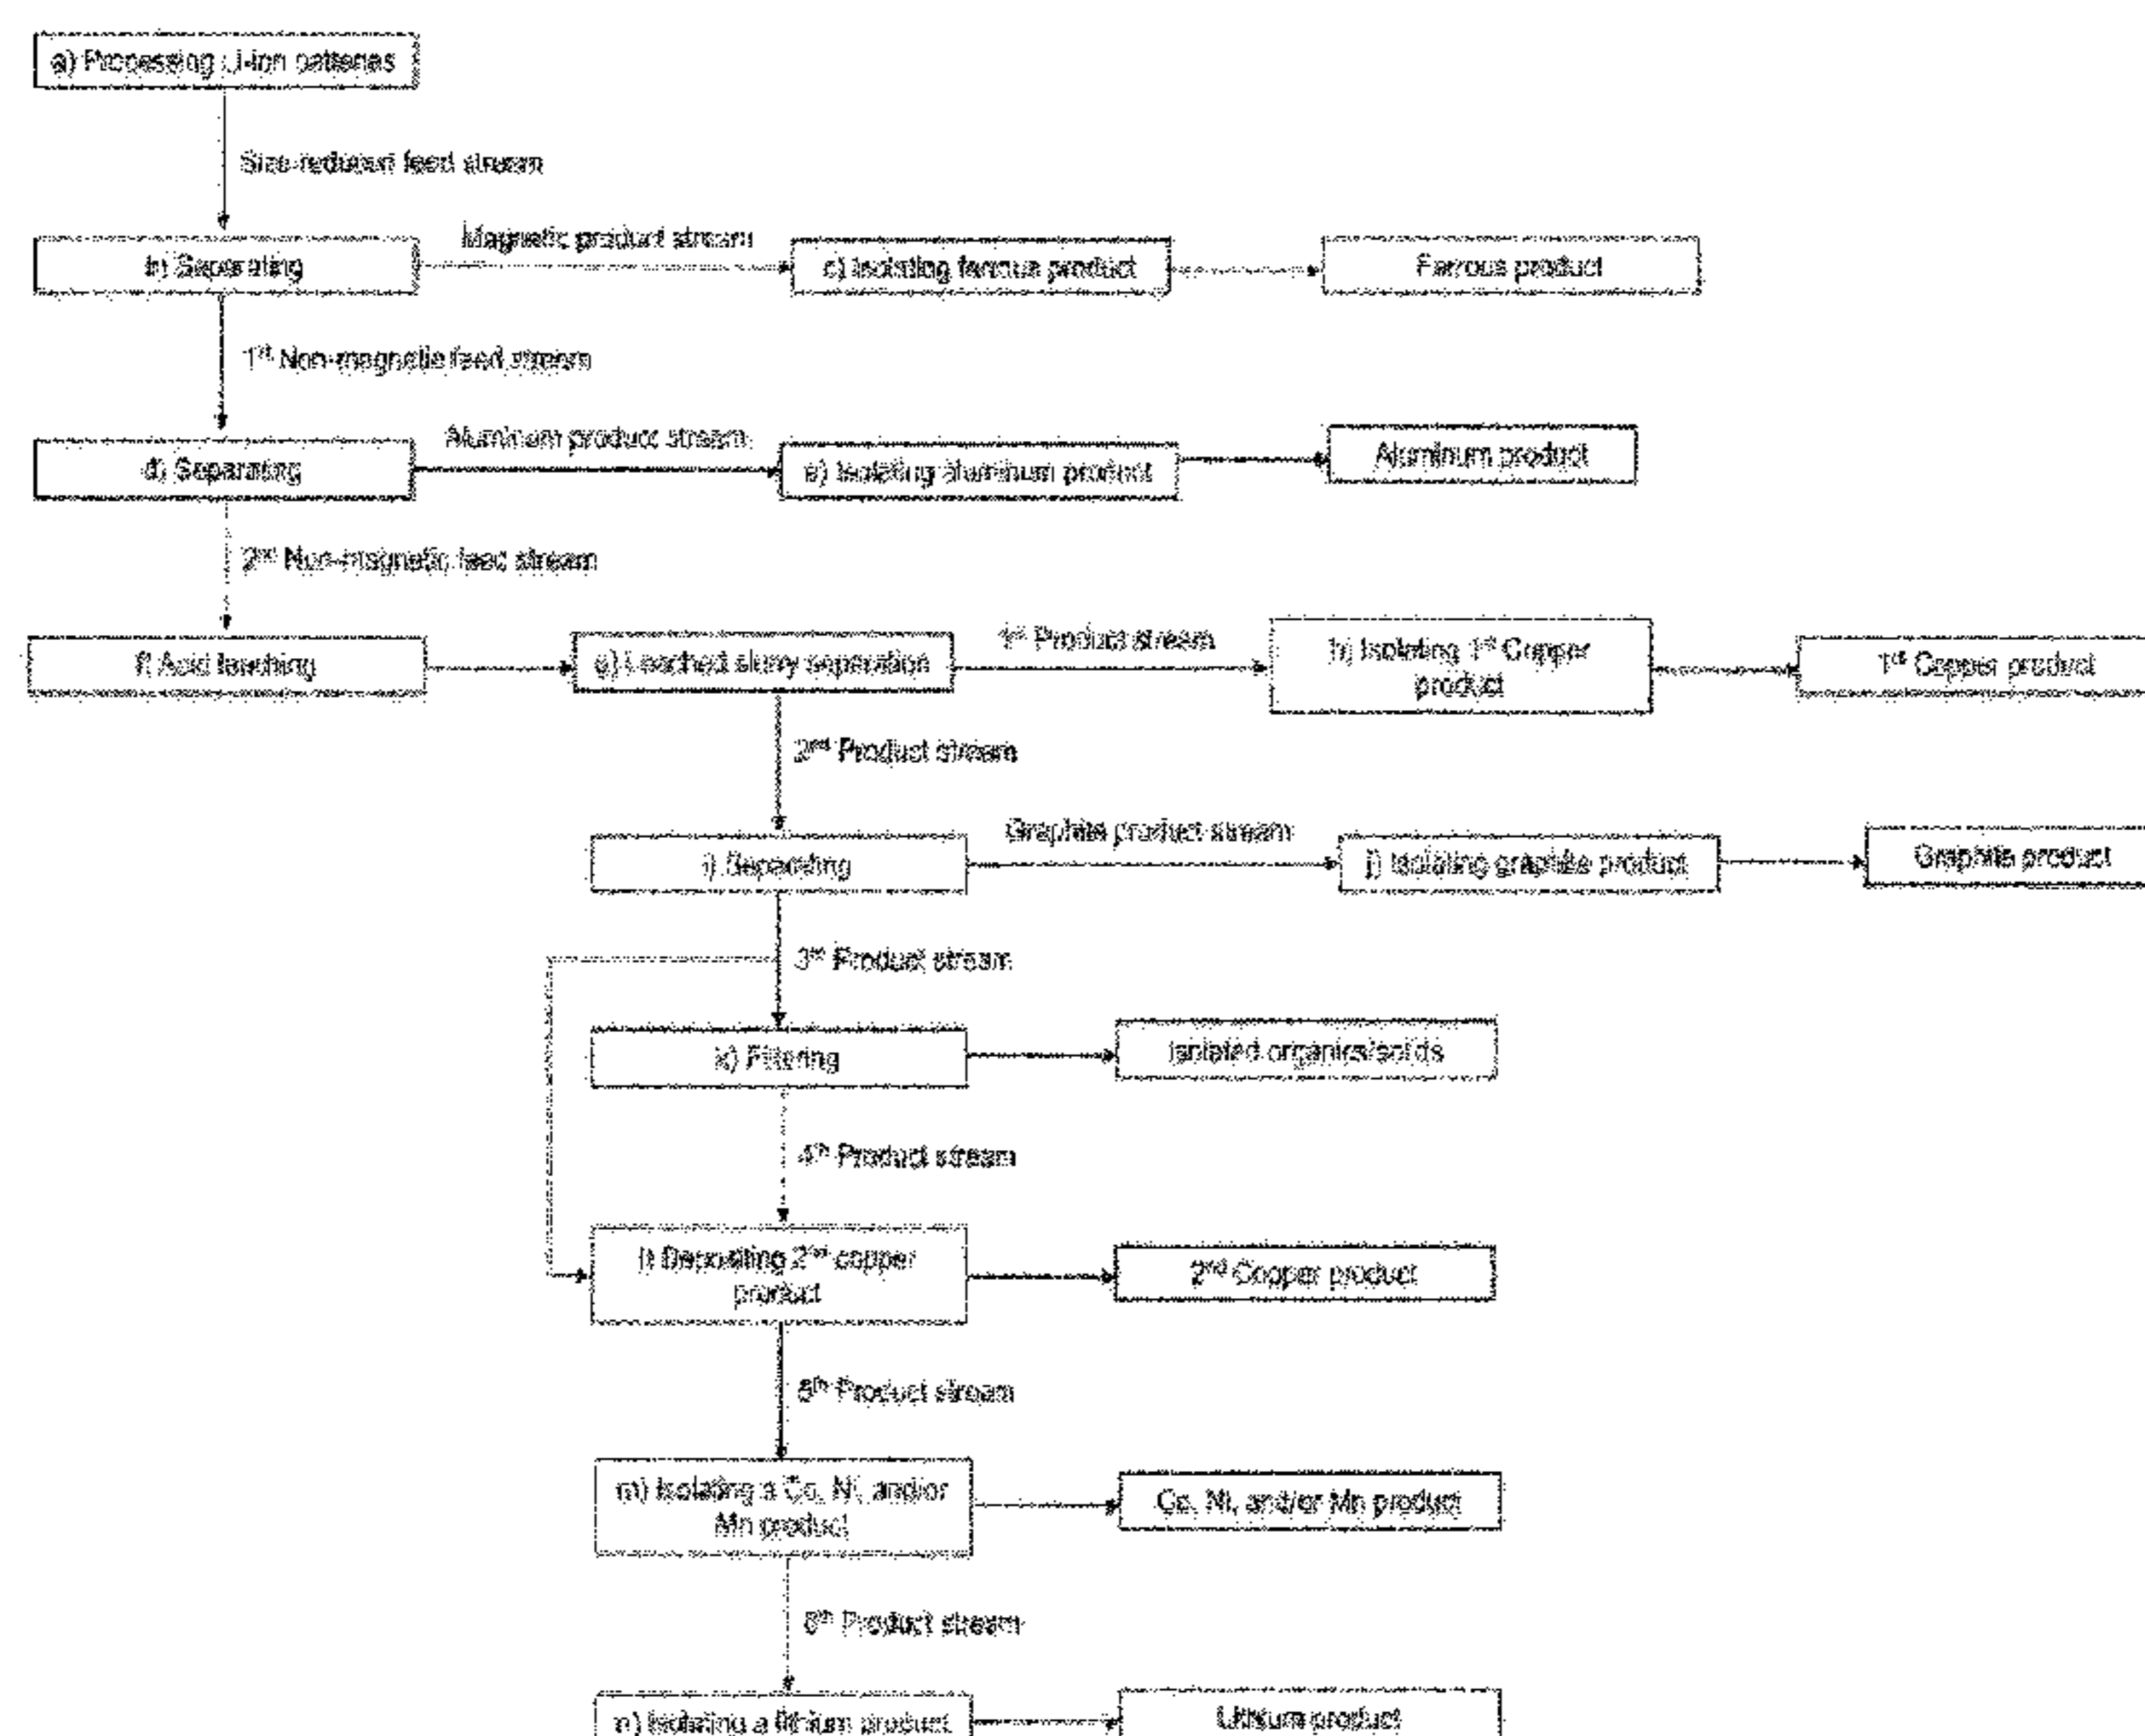 a) Processing Li-ion batteries
Size-reduced feed stream
b) Separating
Magnetic product stream
c) Isolating ferrous product
Ferrous product
1st Non-magnetic feed stream
d) Separating
Aluminum product stream
e) Isolating aluminum product
Aluminum product
2nd Non-magnetic feed stream
f) Acid leaching
g) Leached slurry separation
1st Product stream
h) Isolating 1st Copper
product
1st Copper product
2nd Product stream
i) Separating
Graphite product stream
j) Isolating graphite product
Graphite product
3rd Product stream
k) Filtering
Isolated organics/solids
4th Product stream
l) Depositing 2nd copper
product
2nd Copper product
5th Product stream
m) Isolating a Co, Ni, and/or
Mn product
Co, Ni, and/or Mn product
6th Product stream
n) Isolating a lithium product
Lithium product